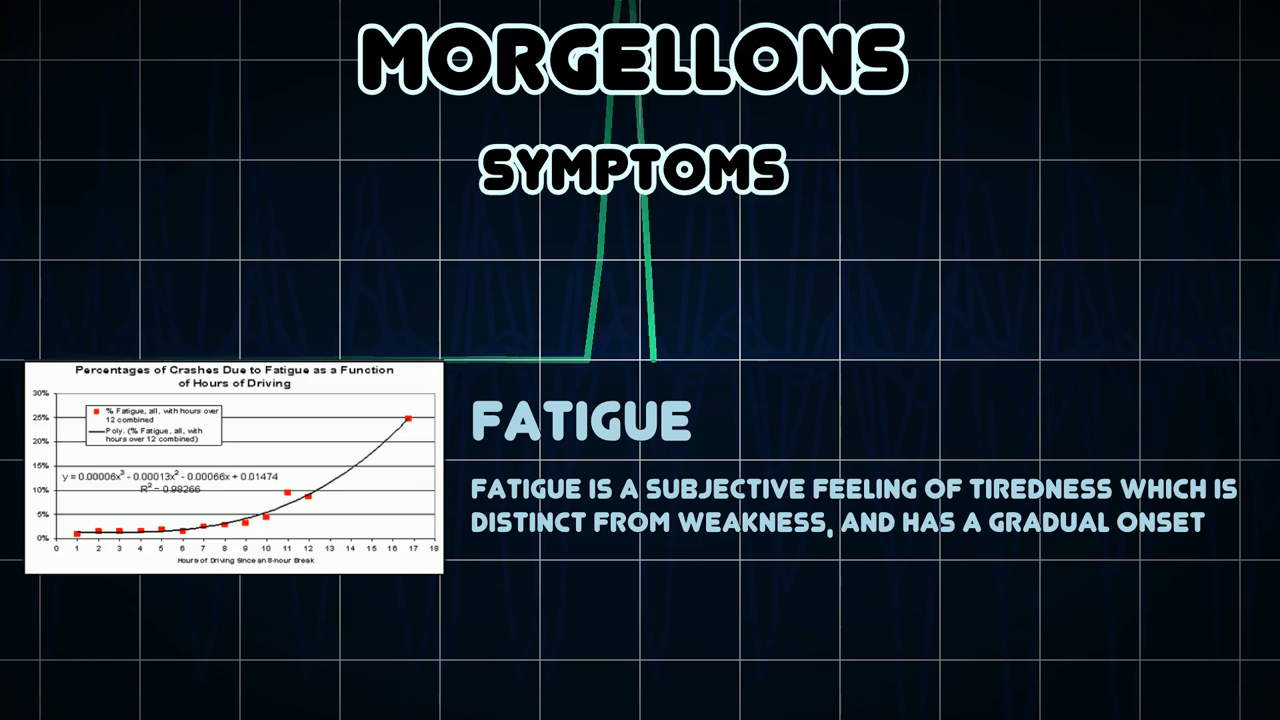 MORGELLONS
SYMPTOMS
Percentages of Crashes Due to Fatigue as a Function
of Hours of Driving
30%
25%
20%
15%
10%
5%
0%
% Fatigue, all, with hours over
12 combined
Poly. (% Fatigue, all, with
hours over 12 combined)
y = 0.00006x³ - 0.00013x² - 0.00066x + 0.01474
R² = 0.98266
0 1 2 3 4 5 6 7 8 9 10 11 12 13 14 15 16 17 18
Hours of Driving Since an 8-hour Break
FATIGUE
FATIGUE IS A SUBJECTIVE FEELING OF TIREDNESS WHICH IS
DISTINCT FROM WEAKNESS, AND HAS A GRADUAL ONSET